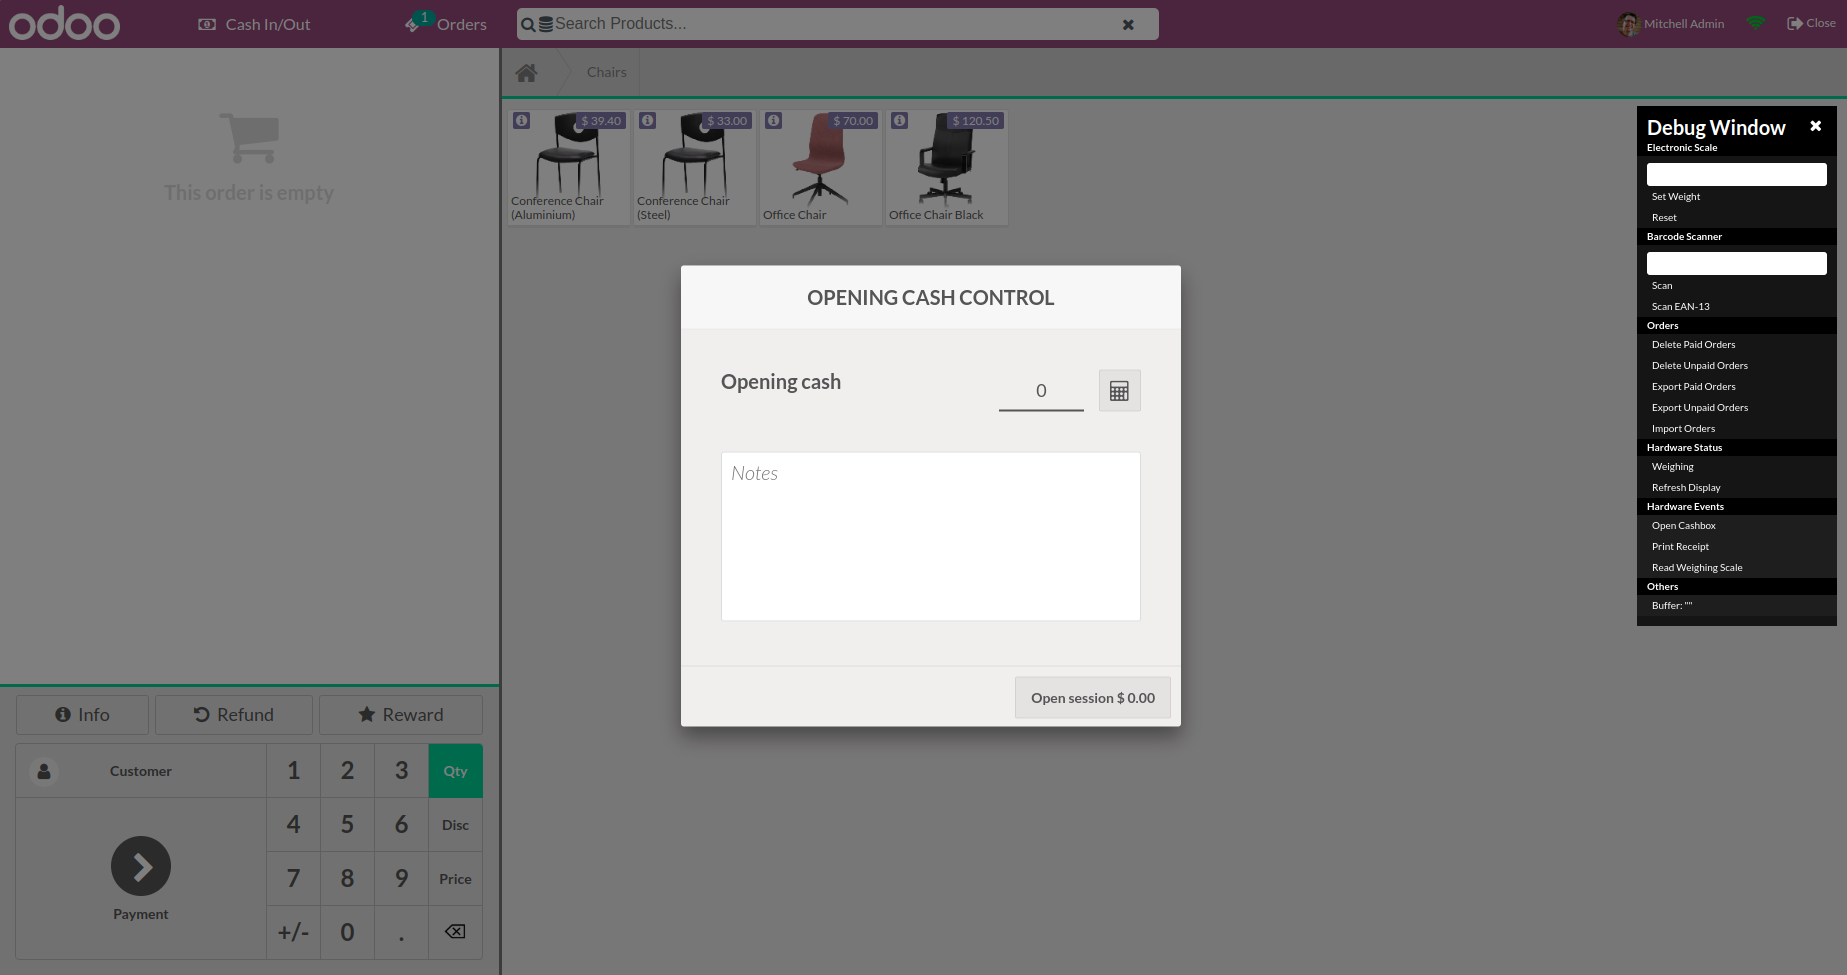 odoo
Cash In/Out
1
Orders
Search Products...
Mitchell Admin
Close
Chairs
This order is empty
$ 39.40
Conference Chair
(Aluminium)
$ 33.00
Conference Chair
(Steel)
$ 70.00
Office Chair
$ 120.50
Office Chair Black
OPENING CASH CONTROL
Opening cash
0
Notes
Open session $ 0.00
Debug Window
Electronic Scale
Set Weight
Reset
Barcode Scanner
Scan
Scan EAN-13
Orders
Delete Paid Orders
Delete Unpaid Orders
Export Paid Orders
Export Unpaid Orders
Import Orders
Hardware Status
Weighing
Refresh Display
Hardware Events
Open Cashbox
Print Receipt
Read Weighing Scale
Others
Buffer: ""
Info
Refund
Reward
Customer
1 2 3 Qty
4 5 6 Disc
7 8 9 Price
+/- 0 .
Payment